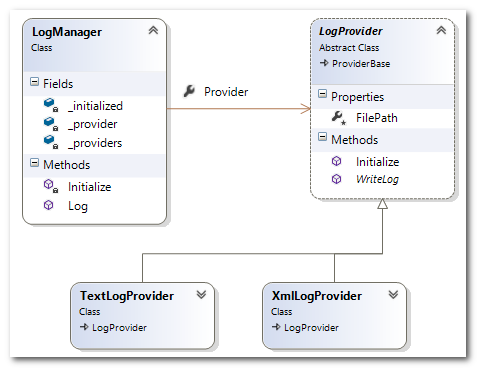 LogManager
Class
Fields
_initialized
_provider
_providers
Methods
Initialize
Log
Provider
LogProvider
Abstract Class
ProviderBase
Properties
FilePath
Methods
Initialize
WriteLog
TextLogProvider
Class
LogProvider
XmlLogProvider
Class
LogProvider